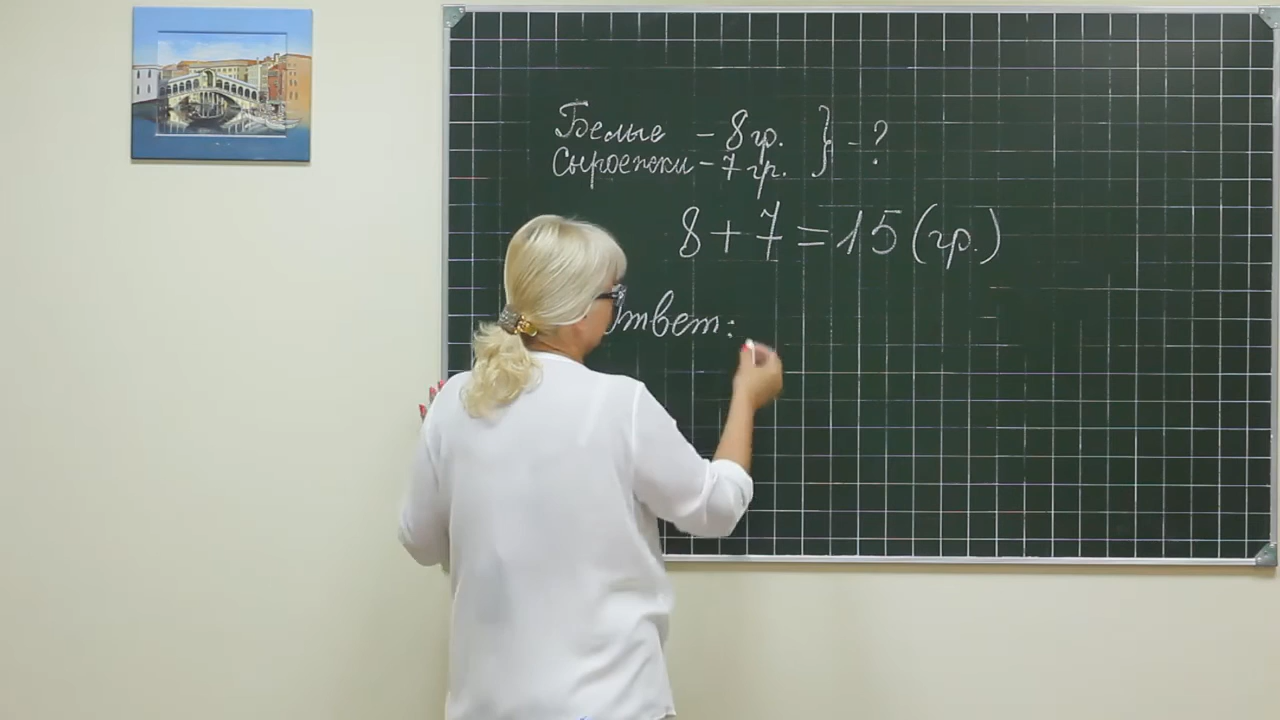 Белые - 8 гр. } - ?
Сыроежки - 7 гр.
8 + 7 = 15 (гр.)
Ответ: